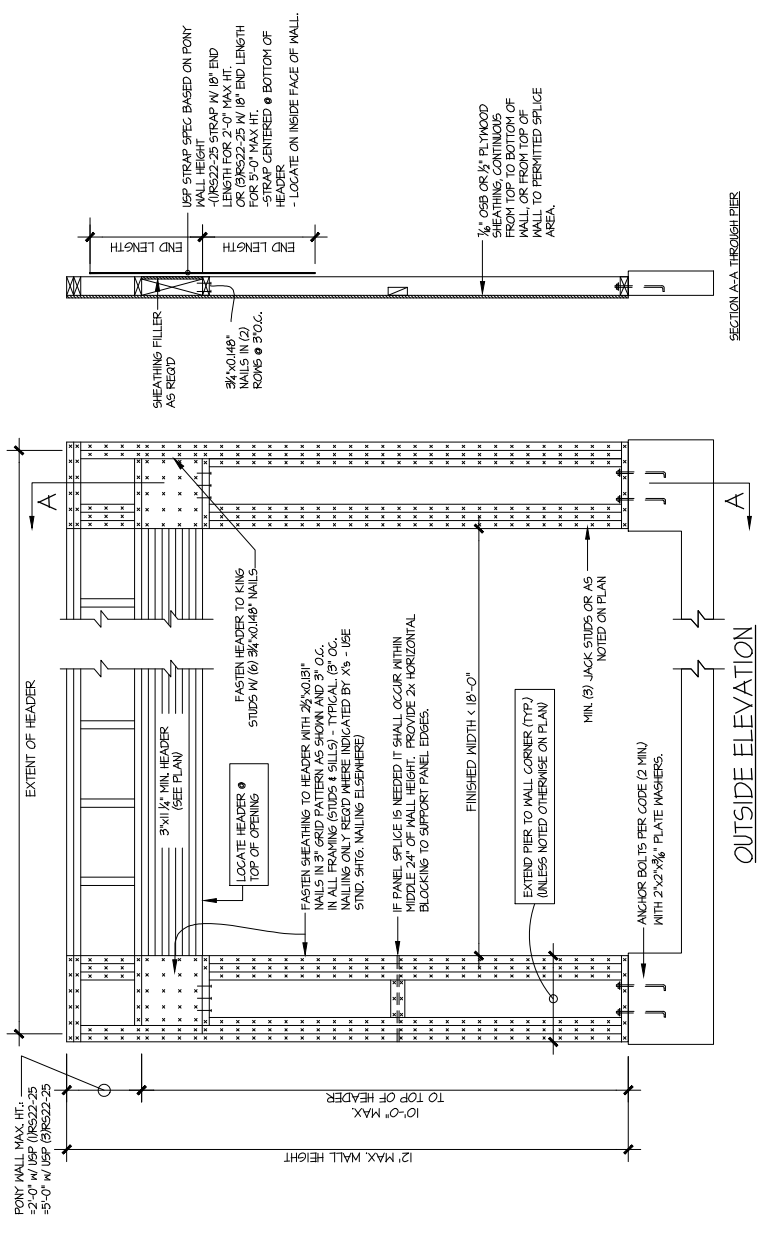 PONY WALL MAX. HT.:
=2'-0" W/ USP (1)RS22-25
=5'-0" W/ USP (3)RS22-25
EXTENT OF HEADER
12' MAX. WALL HEIGHT
10'-0" MAX.
TO TOP OF HEADER
3"x11 1/4" MIN. HEADER
(SEE PLAN)
LOCATE HEADER @
TOP OF OPENING
FASTEN HEADER TO KING
STUDS W/ (6) 3 1/4"x0.148" NAILS
FASTEN SHEATHING TO HEADER WITH 2 1/2"x0.131"
NAILS IN 3" GRID PATTERN AS SHOWN AND 3" O.C.
IN ALL FRAMING (STUDS & SILLS) - TYPICAL. (3" OC.
NAILIING ONLY REQ'D WHERE INDICATED BY X's - USE
STND. SHTG. NAILING ELSEWHERE)
IF PANEL SPLICE IS NEEDED IT SHALL OCCUR WITHIN
MIDDLE 24" OF WALL HEIGHT. PROVIDE 2x HORIZONTAL
BLOCKING TO SUPPORT PANEL EDGES.
FINISHED WIDTH < 18'-0"
EXTEND PIER TO WALL CORNER (TYP.)
(UNLESS NOTED OTHERWISE ON PLAN)
MIN. (3) JACK STUDS OR AS
NOTED ON PLAN
ANCHOR BOLTS PER CODE (2 MIN)
WITH 2"x2"x3/16" PLATE WASHERS.
A
A
OUTSIDE ELEVATION
SHEATHING FILLER
AS REQ'D
3 1/4"x0.148"
NAILS IN (2)
ROWS @ 3"O.C.
END LENGTH
END LENGTH
USP STRAP SPEC BASED ON PONY
WALL HEIGHT
-(1)RS22-25 STRAP W/ 18" END
LENGTH FOR 2'-0" MAX HT.
OR (3)RS22-25 W/ 18" END LENGTH
FOR 5'-0" MAX HT.
-STRAP CENTERED @ BOTTOM OF
HEADER
- LOCATE ON INSIDE FACE OF WALL.
7/16" OSB OR 1/2" PLYWOOD
SHEATHING, CONTINUOUS
FROM TOP TO BOTTOM OF
WALL, OR FROM TOP OF
WALL TO PERMITTED SPLICE
AREA.
SECTION A-A THROUGH PIER